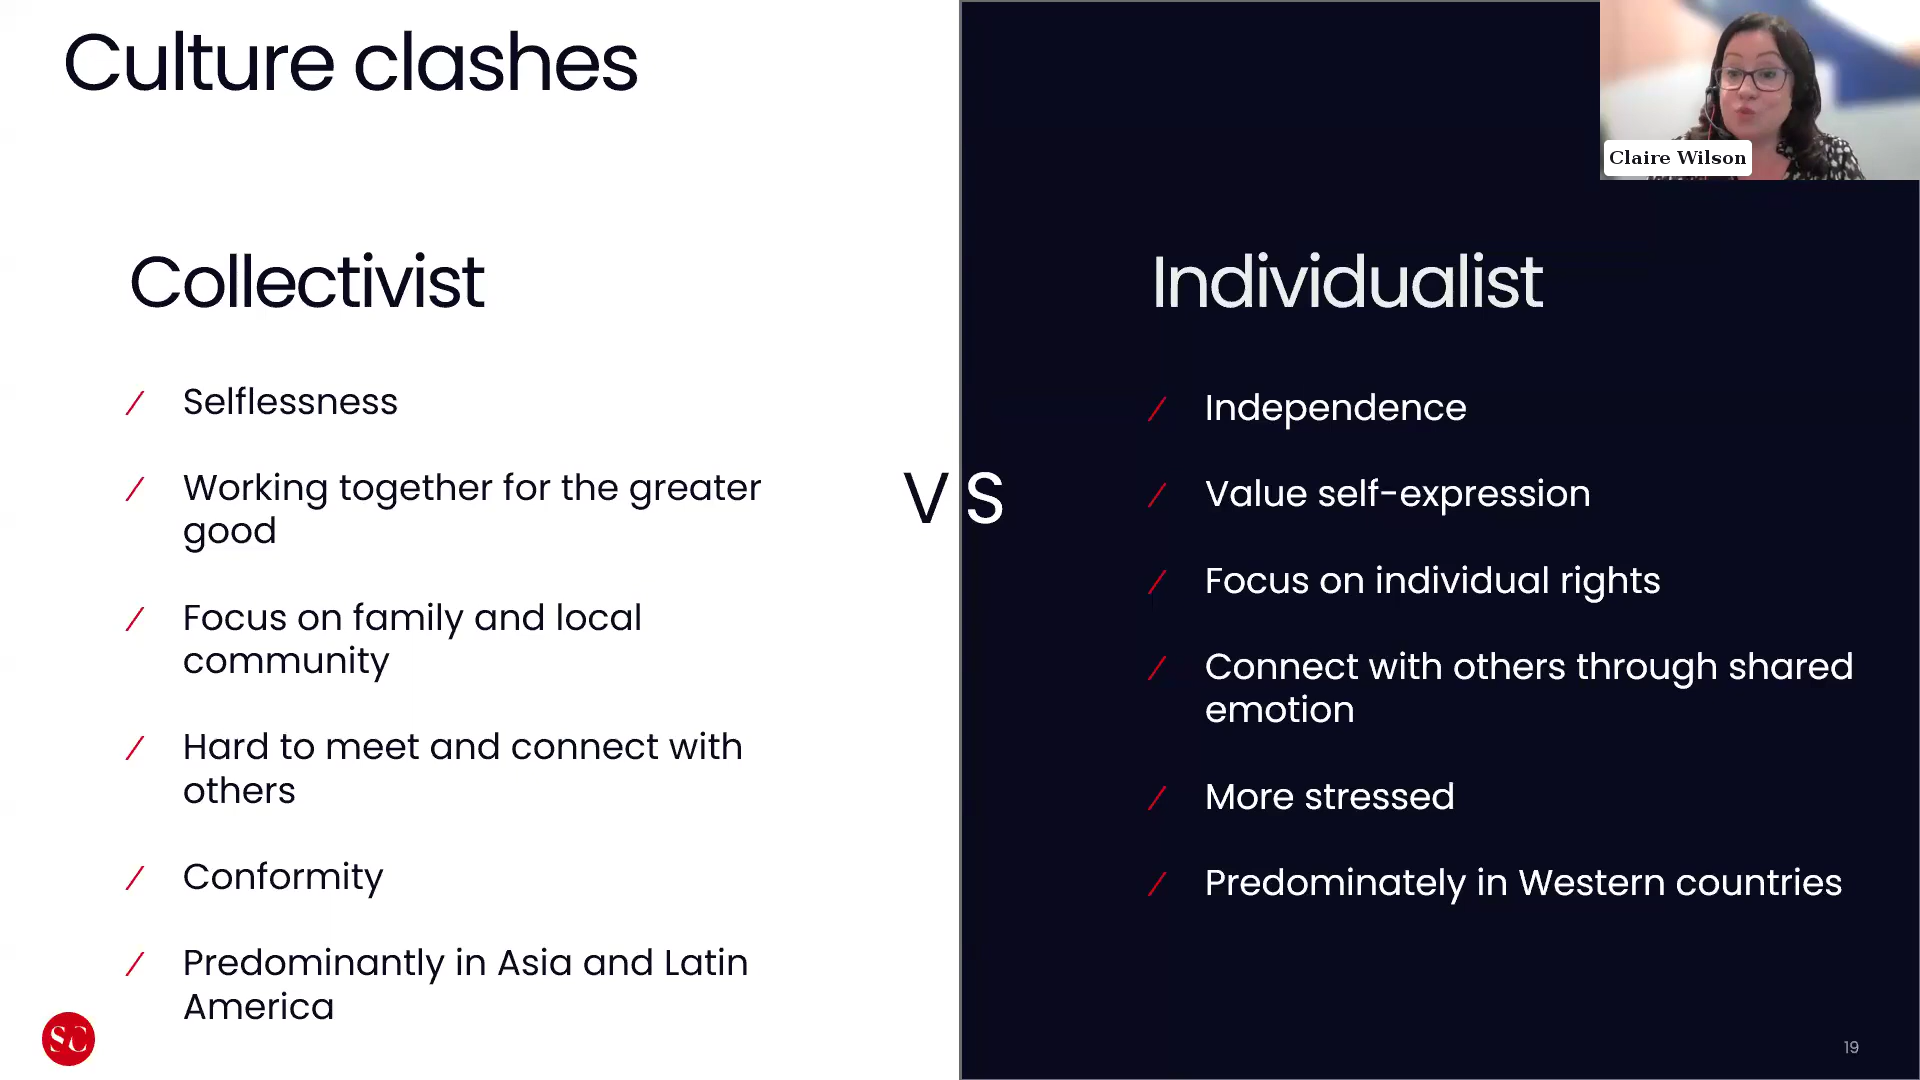 Culture clashes
Claire Wilson
Collectivist
Selflessness
Working together for the greater
good
Focus on family and local
community
Hard to meet and connect with
others
Conformity
Predominantly in Asia and Latin
America
VS
Individualist
Independence
Value self-expression
Focus on individual rights
Connect with others through shared
emotion
More stressed
Predominately in Western countries
SC
19